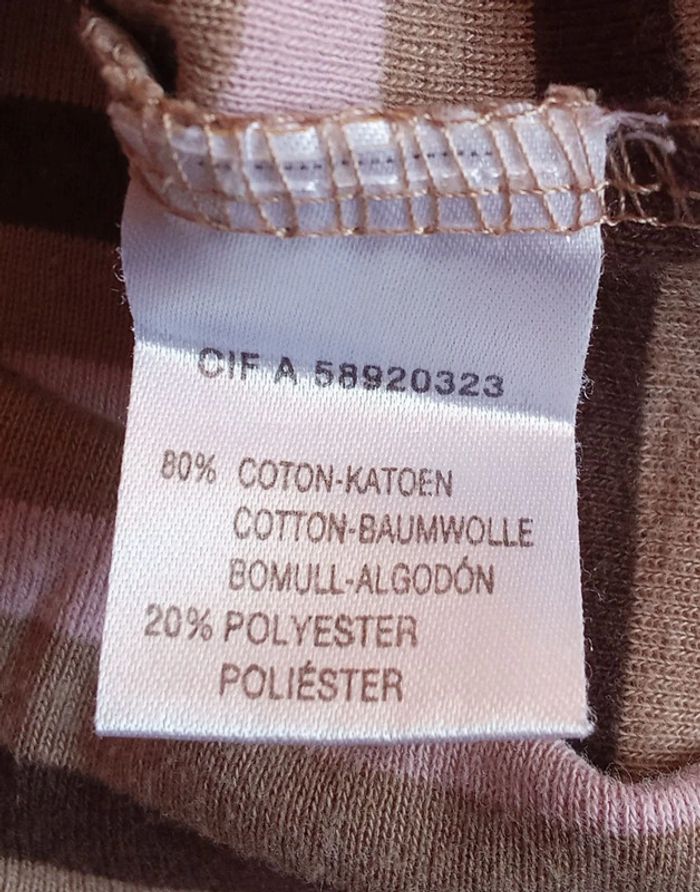 CIF A 58920323
80% COTON-KATOEN
COTTON-BAUMWOLLE
BOMULL-ALGODÓN
20% POLYESTER
POLIÉSTER